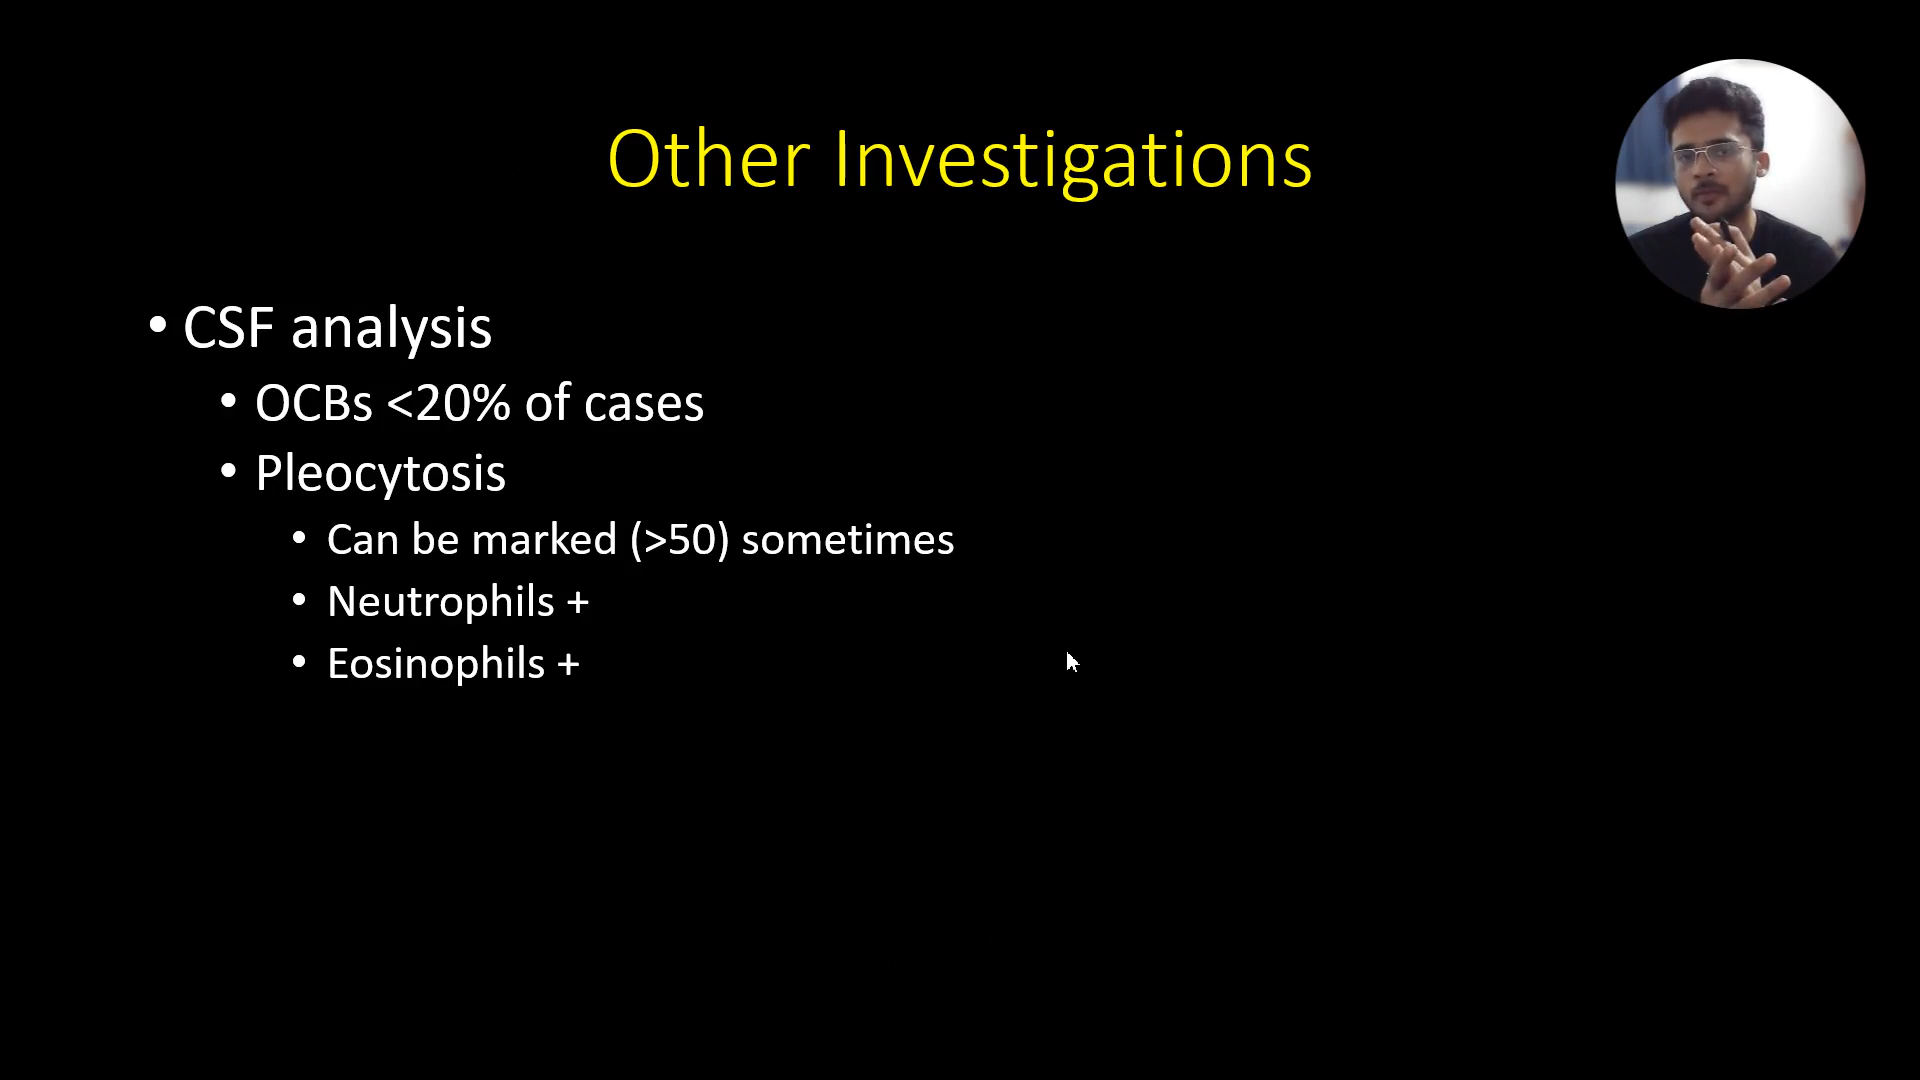 Other Investigations
• CSF analysis
• OCBs <20% of cases
• Pleocytosis
• Can be marked (>50) sometimes
• Neutrophils +
• Eosinophils +